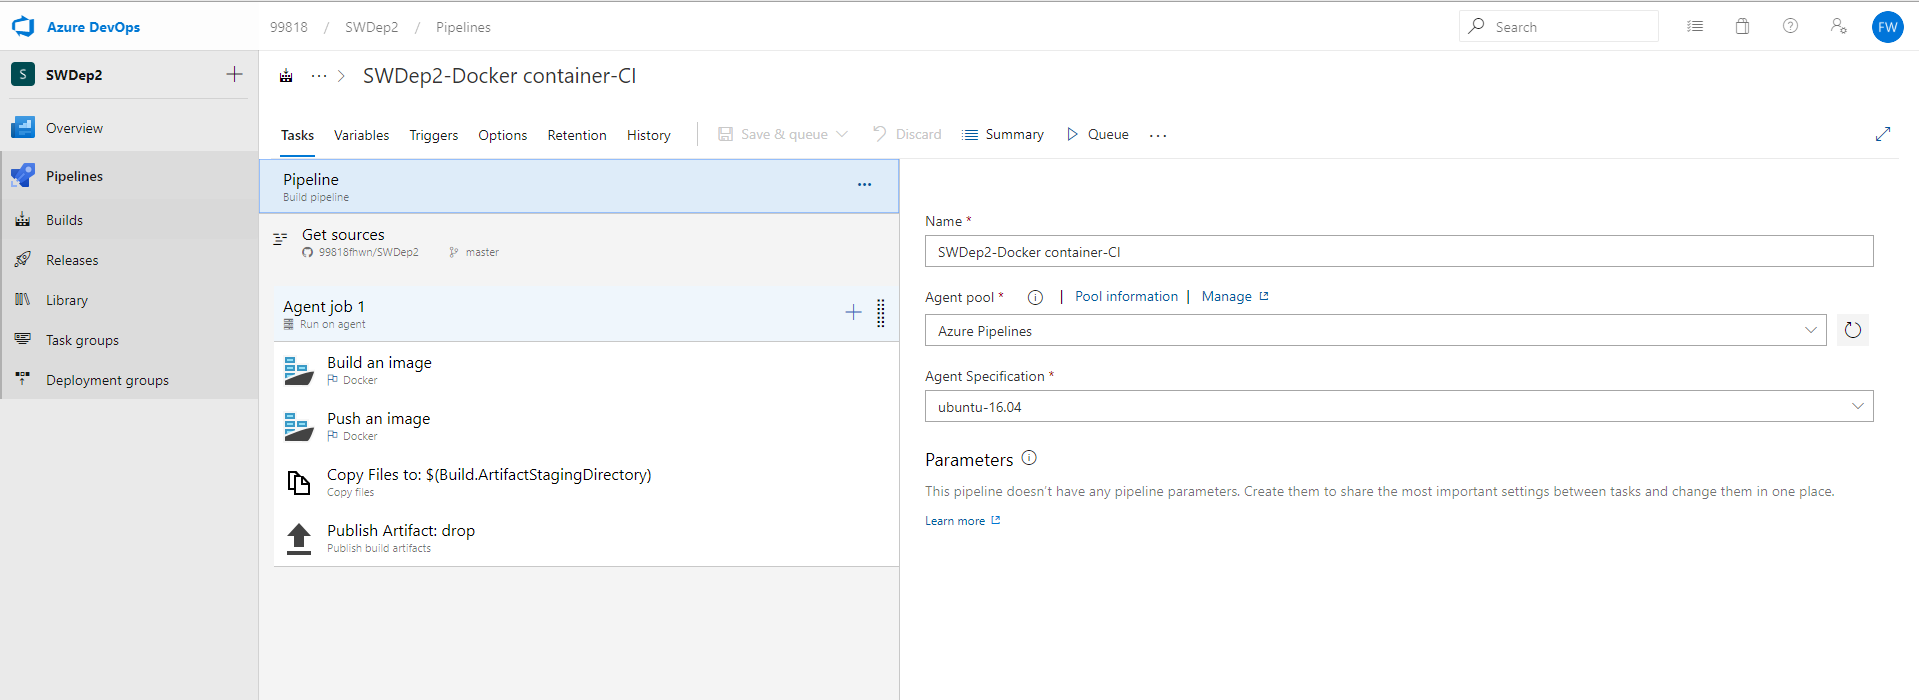 Azure DevOps
99818 / SWDep2 / Pipelines
Search
FW
S SWDep2
Overview
Pipelines
Builds
Releases
Library
Task groups
Deployment groups
... > SWDep2-Docker container-CI
Tasks Variables Triggers Options Retention History Save & queue Discard Summary Queue ...
Pipeline
Build pipeline
Get sources
99818fhwn/SWDep2 master
Agent job 1
Run on agent
Build an image
Docker
Push an image
Docker
Copy Files to: $(Build.ArtifactStagingDirectory)
Copy files
Publish Artifact: drop
Publish build artifacts
Name *
SWDep2-Docker container-CI
Agent pool * | Pool information | Manage
Azure Pipelines
Agent Specification *
ubuntu-16.04
Parameters
This pipeline doesn't have any pipeline parameters. Create them to share the most important settings between tasks and change them in one place.
Learn more